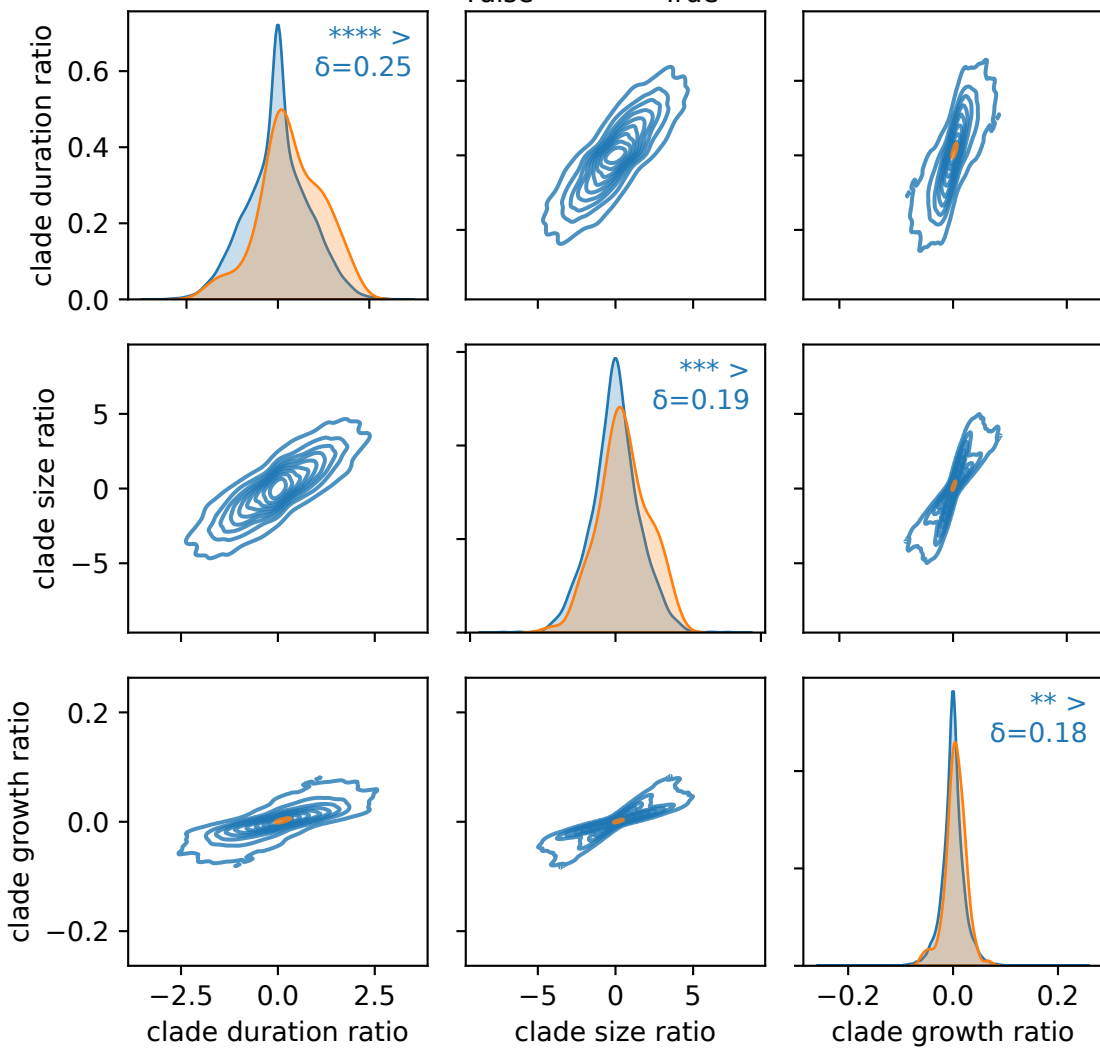 **** >
δ=0.25
clade duration ratio
0.6
0.4
0.2
0.0
clade size ratio
5
0
−5
*** >
δ=0.19
clade growth ratio
0.2
0.0
−0.2
** >
δ=0.18
−2.5 0.0 2.5
−5 0 5
−0.2 0.0 0.2
clade duration ratio
clade size ratio
clade growth ratio